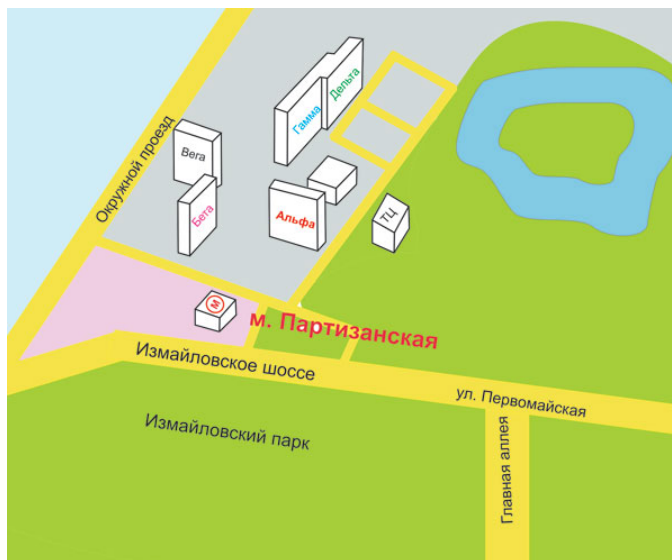 Дельта
Гамма
Окружной проезд
Вега
Бета
Альфа
ТЦ
М
м. Партизанская
Измайловское шоссе
ул. Первомайская
Измайловский парк
Главная аллея